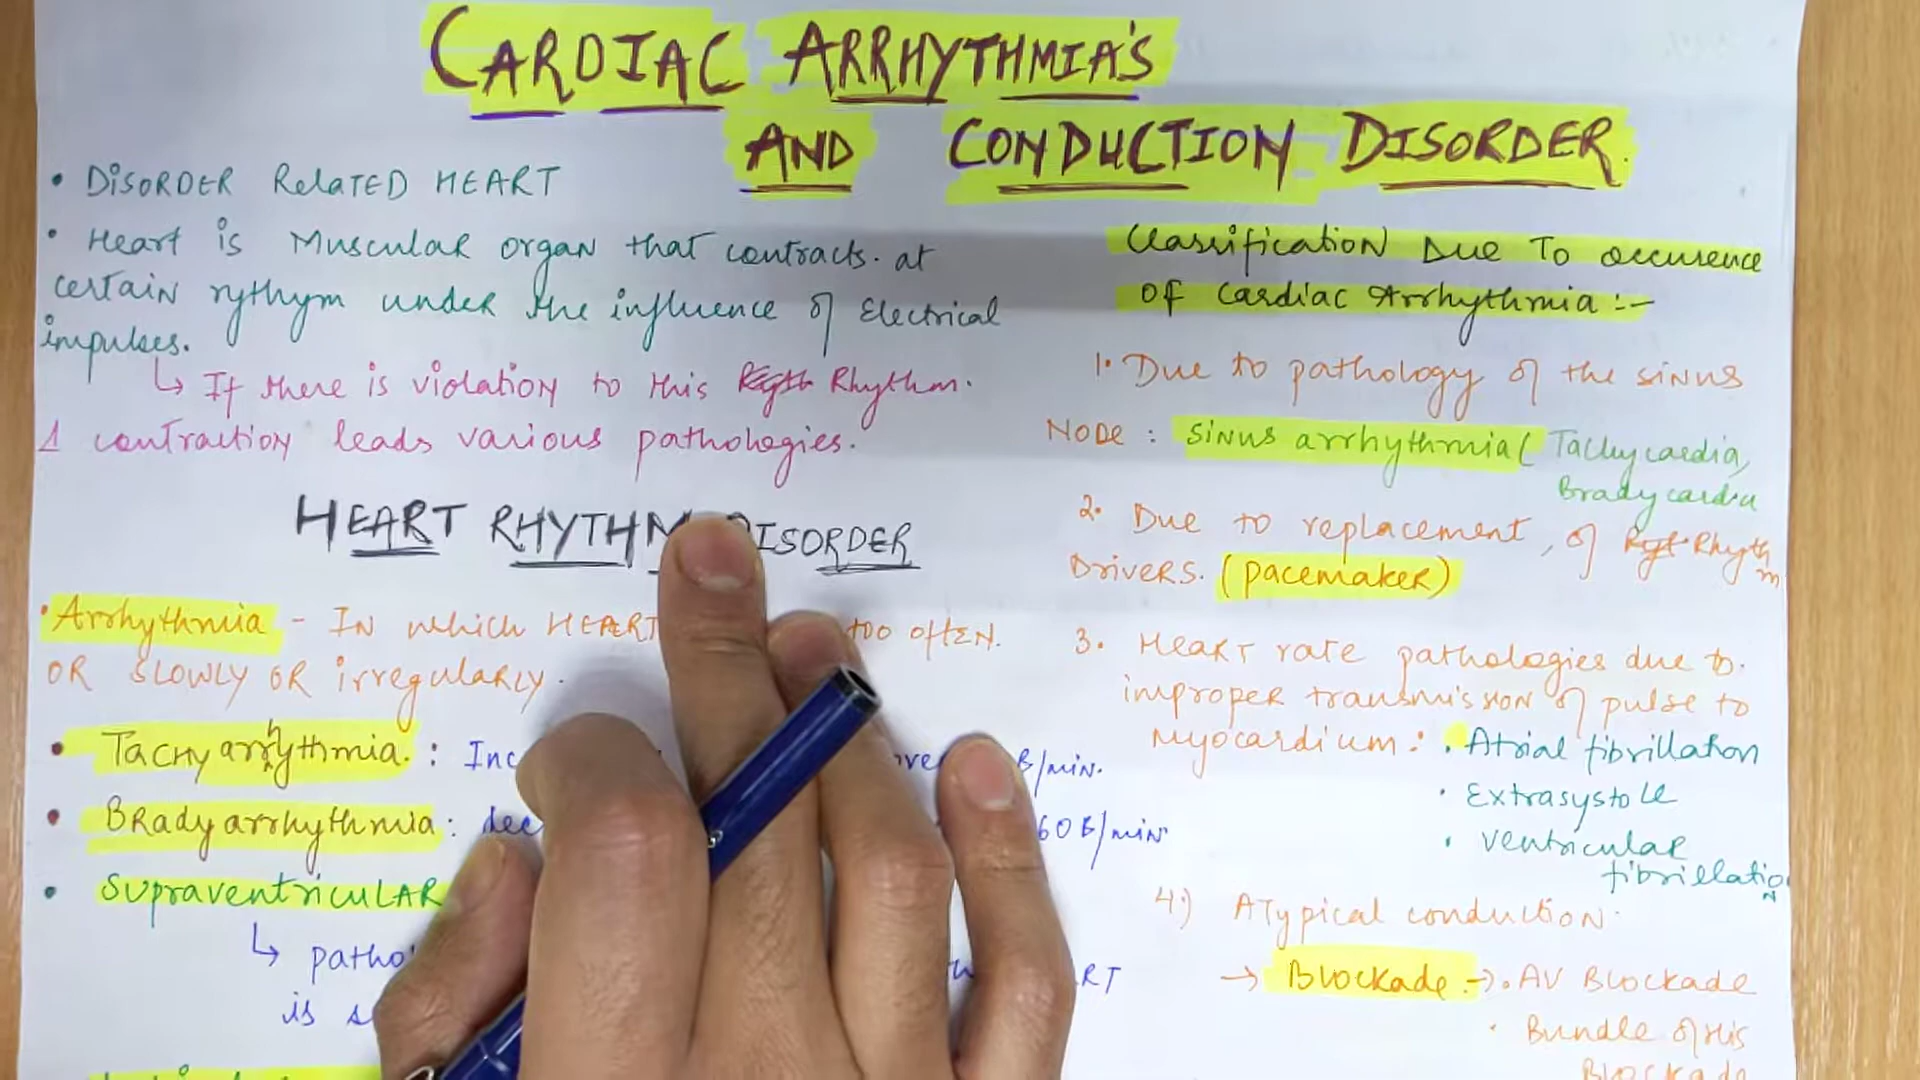 CARDIAC ARRHYTHMIA'S
AND CONDUCTION DISORDER.
• DISORDER RELATED HEART
• Heart is Muscular organ that contracts. at
certain rythym under the influence of Electrical
impulses.
↳ If there is violation to this Rhythm.
& contraction leads various pathologies.
HEART RHYTHM DISORDER
• Arrhythmia - IN which HEART too often.
OR SLOWLY OR irregularly.
• Tachyarrhythmia. : B/min.
• Bradyarrhythmia : 60 B/min
• Supraventricular
↳
is
Classification Due To occurence
OF Cardiac Arrhythmia :-
1. Due to pathology of the sinus
NODE : Sinus arrhythmia ( Tachycardia,
Bradycardia
2. Due to replacement, of Rhythm
Drivers. (pacemaker)
3. Heart rate pathologies due to.
improper transmission of pulse to
Myocardium : • Atrial fibrillation
• Extrasystole
• Ventricular
fibrillation
4.) ATypical conduction.
→ Blockade. → • AV Blockade
• Bundle of His
Blockade